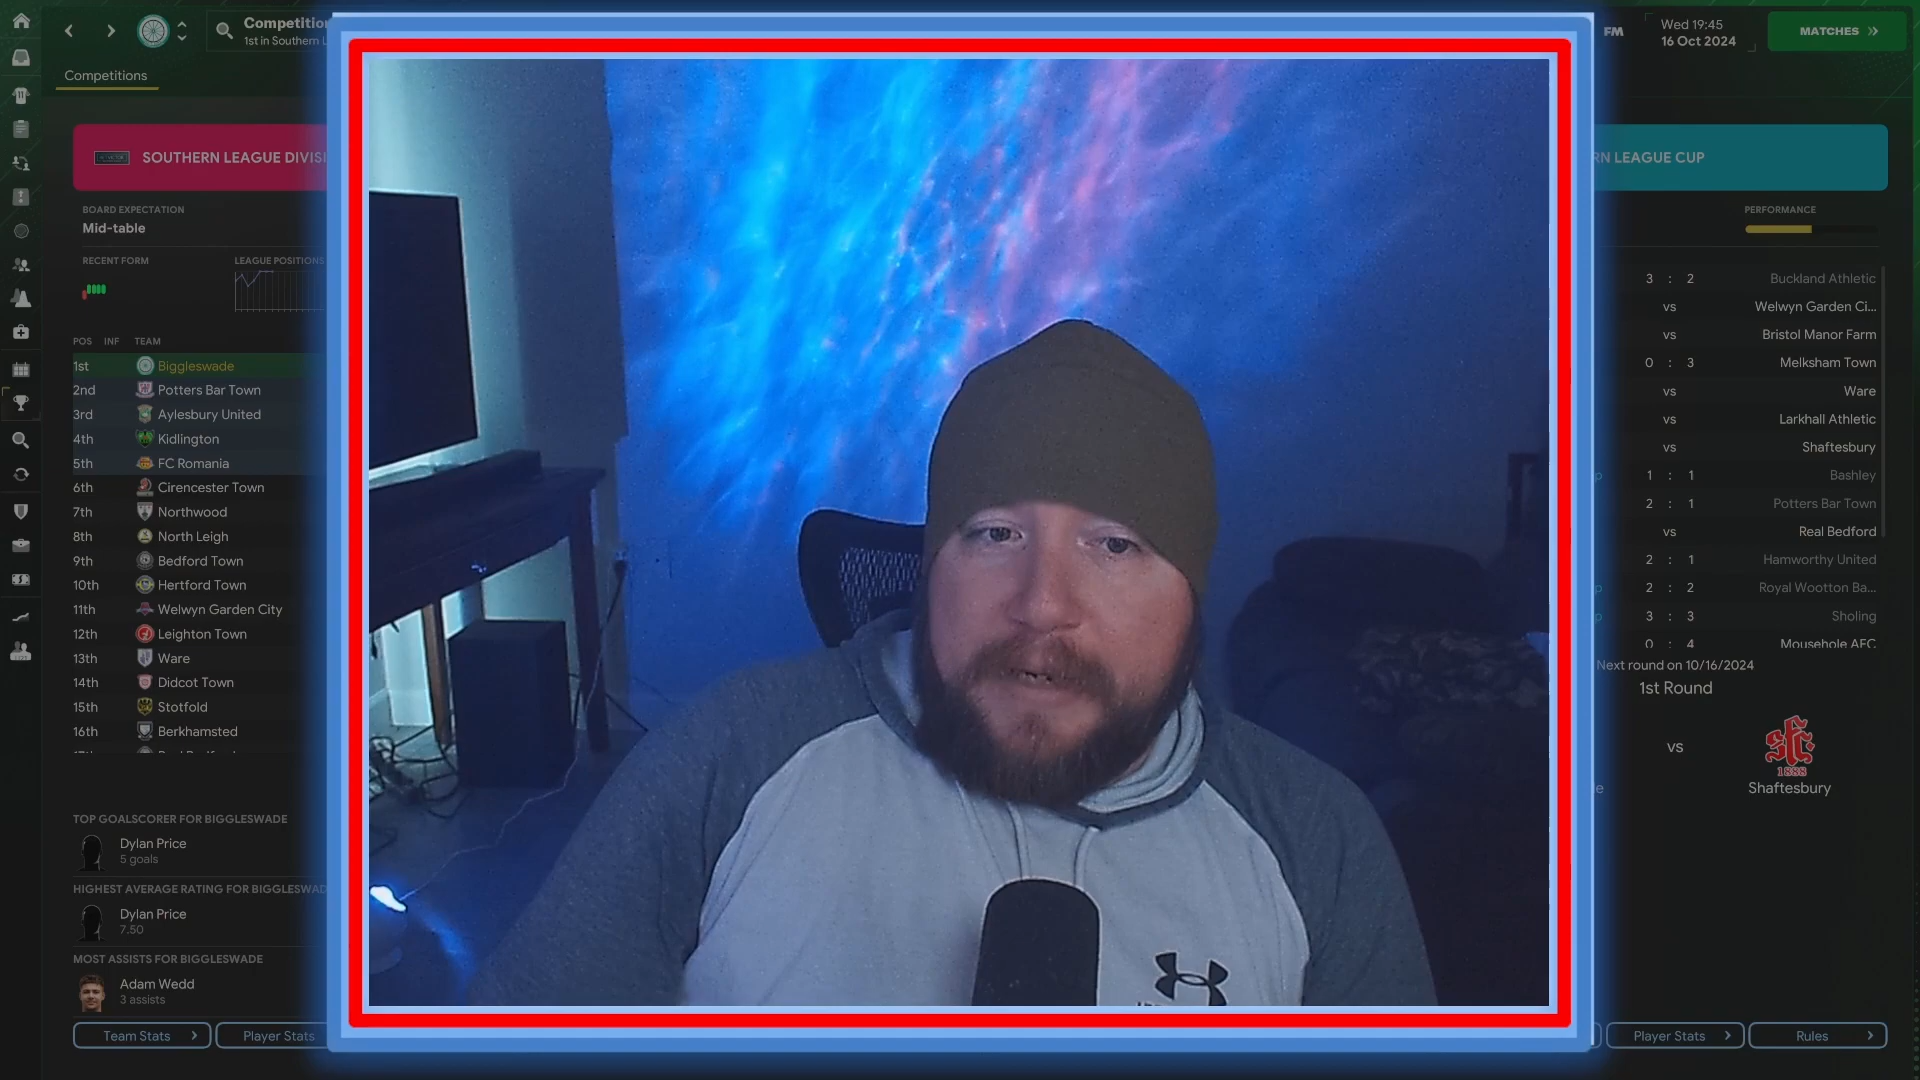 Competitio
1st in Southern L
FM
Wed 19:45
16 Oct 2024
MATCHES
Competitions
SOUTHERN LEAGUE DIVISI
RN LEAGUE CUP
BOARD EXPECTATION
Mid-table
PERFORMANCE
RECENT FORM
LEAGUE POSITIONS
POS INF TEAM
1st Biggleswade
2nd Potters Bar Town
3rd Aylesbury United
4th Kidlington
5th FC Romania
6th Cirencester Town
7th Northwood
8th North Leigh
9th Bedford Town
10th Hertford Town
11th Welwyn Garden City
12th Leighton Town
13th Ware
14th Didcot Town
15th Stotfold
16th Berkhamsted
3 : 2 Buckland Athletic
vs Welwyn Garden Ci...
vs Bristol Manor Farm
0 : 3 Melksham Town
vs Ware
vs Larkhall Athletic
vs Shaftesbury
p 1 : 1 Bashley
2 : 1 Potters Bar Town
vs Real Bedford
2 : 1 Hamworthy United
p 2 : 2 Royal Wootton Ba...
p 3 : 3 Sholing
0 : 4 Mousehole AFC
Next round on 10/16/2024
1st Round
vs
1888
e
Shaftesbury
TOP GOALSCORER FOR BIGGLESWADE
Dylan Price
5 goals
HIGHEST AVERAGE RATING FOR BIGGLESWAD
Dylan Price
7.50
MOST ASSISTS FOR BIGGLESWADE
Adam Wedd
3 assists
Team Stats
Player Stats
Player Stats
Rules